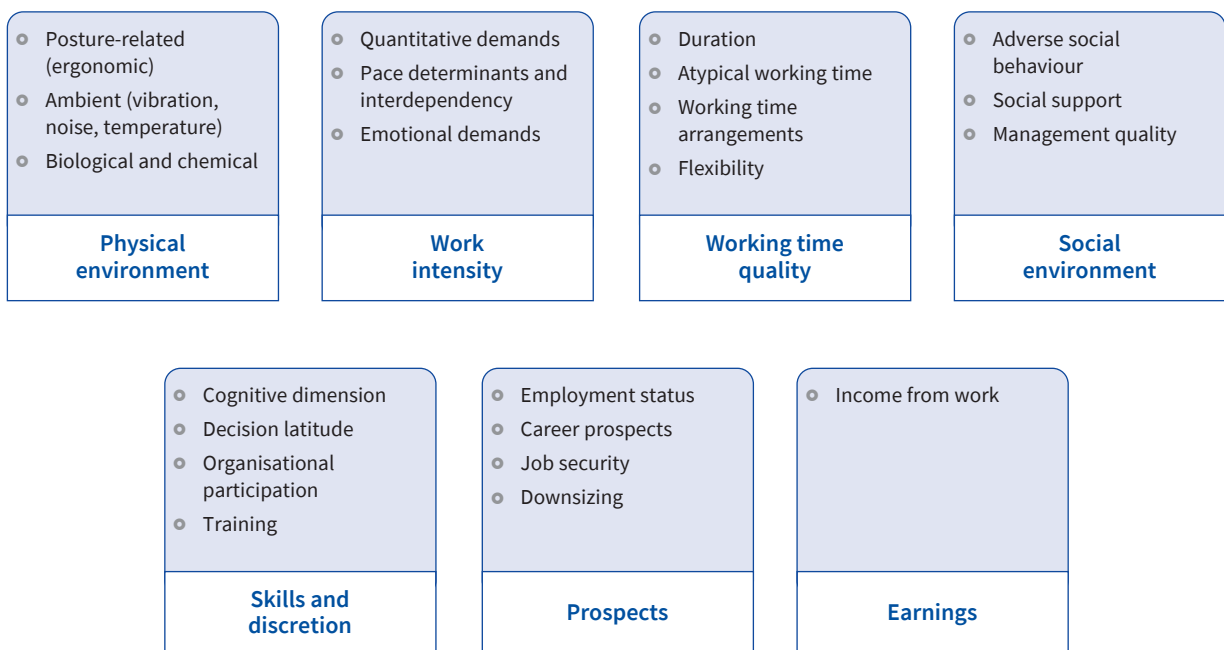 Posture-related
(ergonomic)
Ambient (vibration,
noise, temperature)
Biological and chemical
Physical
environment
Quantitative demands
Pace determinants and
interdependency
Emotional demands
Work
intensity
Duration
Atypical working time
Working time
arrangements
Flexibility
Working time
quality
Adverse social
behaviour
Social support
Management quality
Social
environment
Cognitive dimension
Decision latitude
Organisational
participation
Training
Skills and
discretion
Employment status
Career prospects
Job security
Downsizing
Prospects
Income from work
Earnings